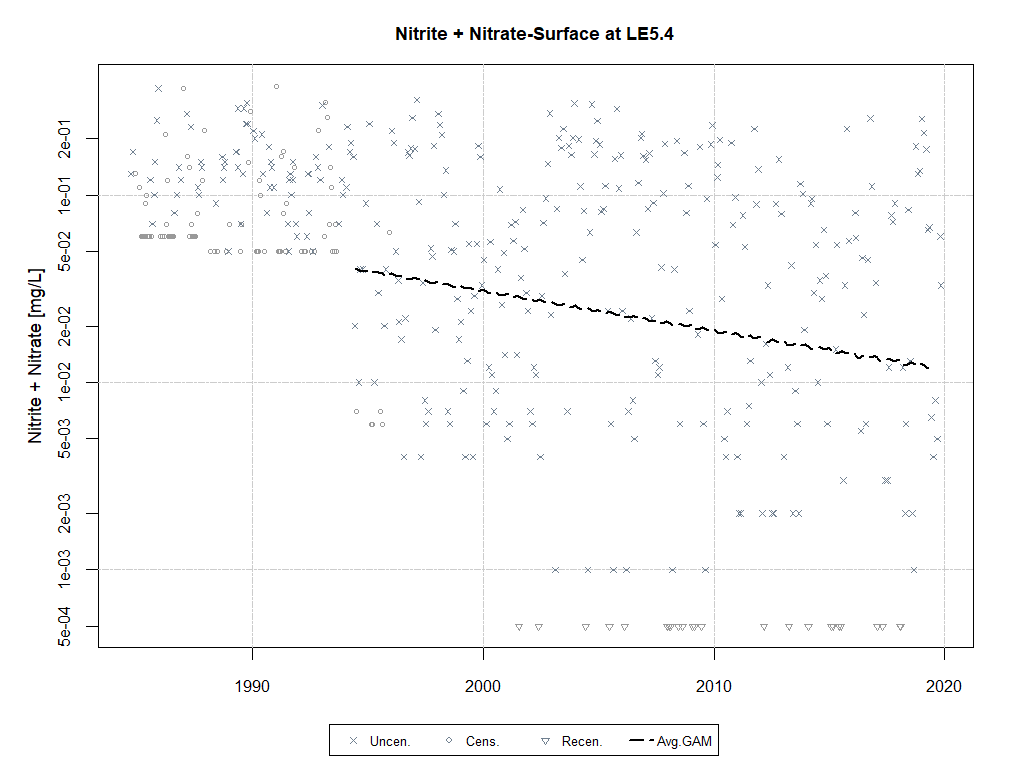 Nitrite + Nitrate-Surface at LE5.4
Nitrite + Nitrate [mg/L]
2e-01
1e-01
5e-02
2e-02
1e-02
5e-03
2e-03
1e-03
5e-04
1990 2000 2010 2020
Uncen. Cens. Recen. Avg.GAM